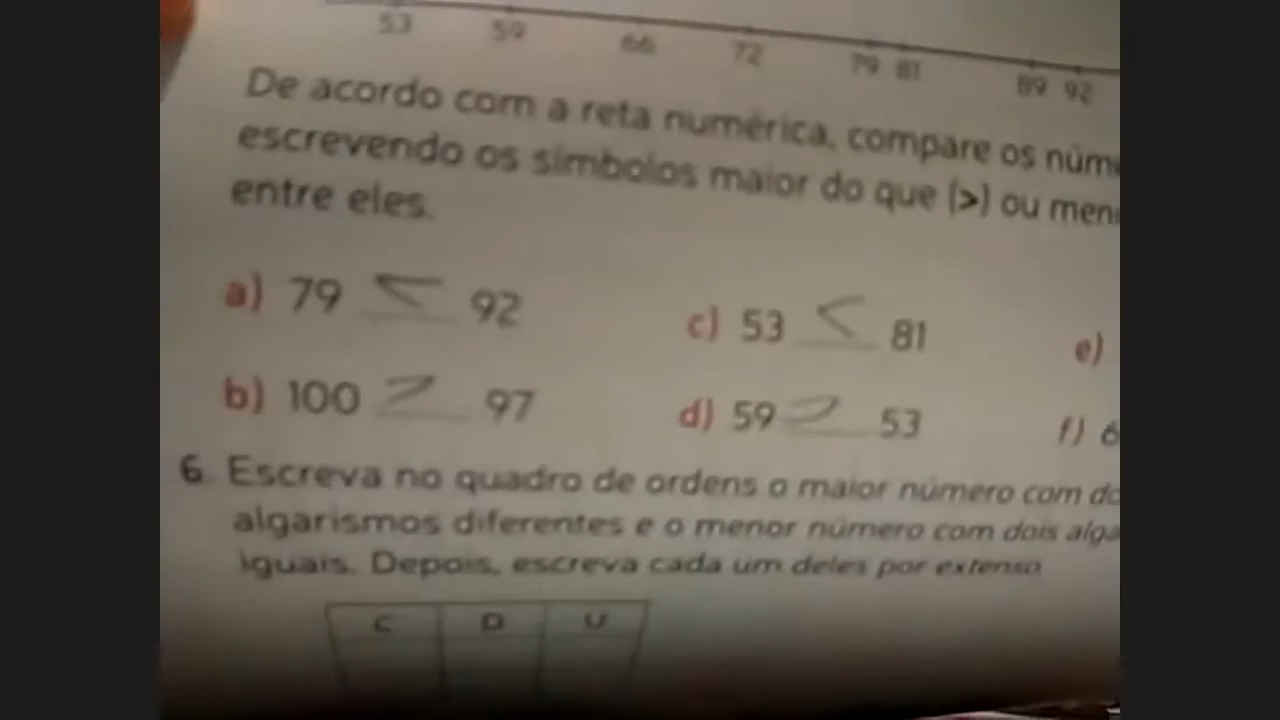 53 59 66 72 79 81 89 92
De acordo com a reta numérica, compare os núme
escrevendo os símbolos maior do que (>) ou men
entre eles.
a) 79 < 92 c) 53 < 81 e)
b) 100 > 97 d) 59 > 53 f) 6
6. Escreva no quadro de ordens o maior número com do
algarismos diferentes e o menor número com dois alga
iguais. Depois, escreva cada um deles por extenso.
C D U